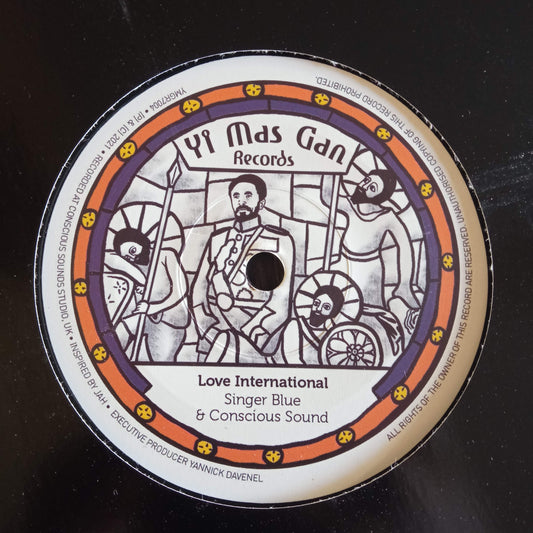 Yi Mas Gan
Records
Love International
Singer Blue
& Conscious Sound
YMGR7004 • (P) & (C) 2021 • RECORDED AT CONSCIOUS SOUNDS STUDIO, UK • INSPIRED BY JAH • EXECUTIVE PRODUCER YANNICK DAVENEL
ALL RIGHTS OF THE OWNER OF THIS RECORD ARE RESERVED. UNAUTHORISED COPYING OF THIS RECORD PROHIBITED.